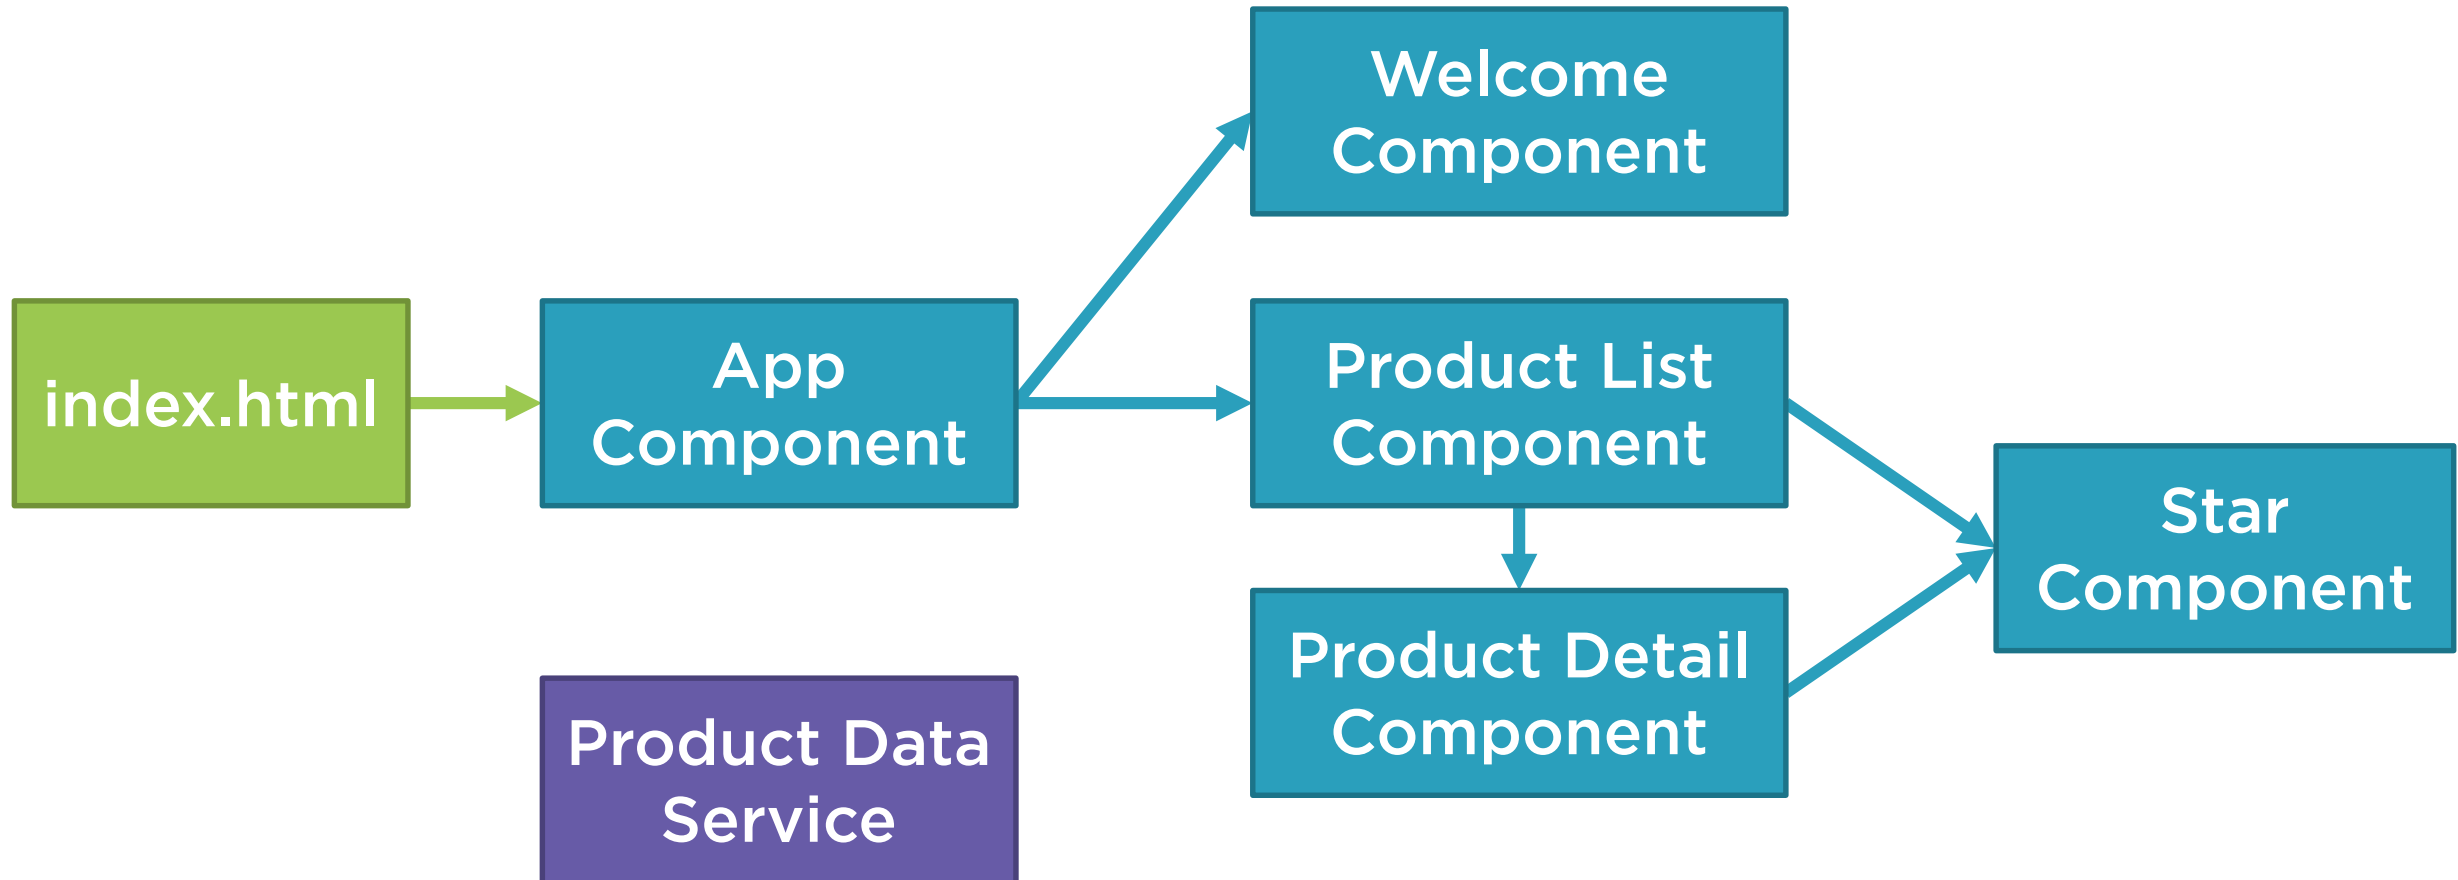 Welcome
Component
index.html
App
Component
Product List
Component
Star
Component
Product Detail
Component
Product Data
Service